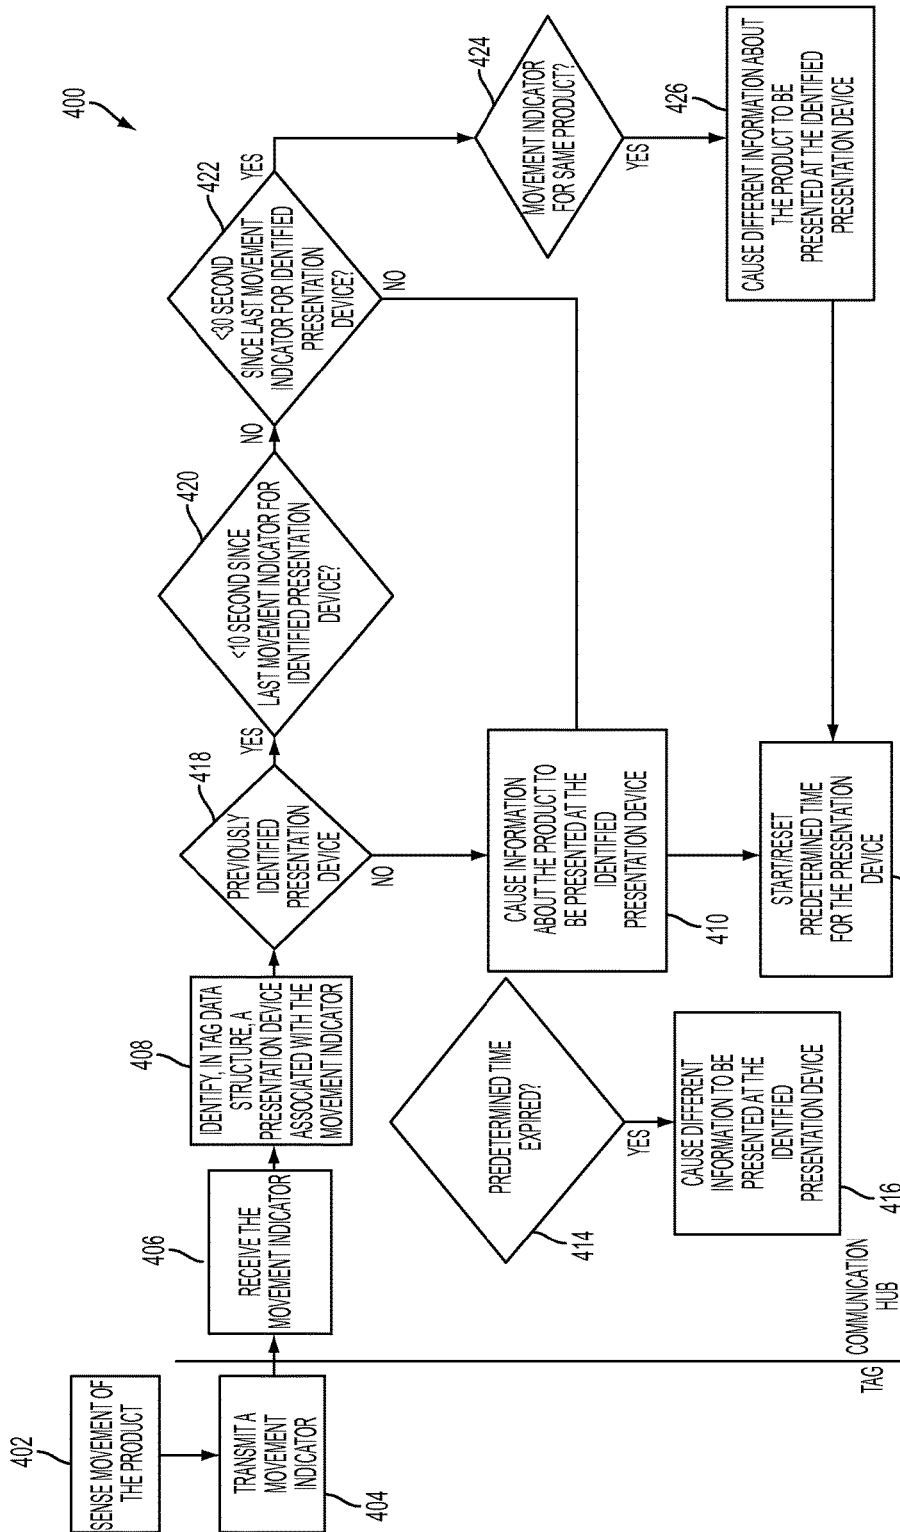 400
402
SENSE MOVEMENT OF
THE PRODUCT
TRANSMIT A
MOVEMENT
INDICATOR
404
TAG
COMMUNICATION
HUB
406
RECEIVE THE
MOVEMENT INDICATOR
408
IDENTIFY, IN TAG DATA
STRUCTURE, A
PRESENTATION DEVICE
ASSOCIATED WITH THE
MOVEMENT INDICATOR
418
PREVIOUSLY
IDENTIFIED
PRESENTATION
DEVICE
YES
NO
420
<10 SECOND SINCE
LAST MOVEMENT INDICATOR FOR
IDENTIFIED PRESENTATION
DEVICE?
NO
422
<30 SECOND
SINCE LAST MOVEMENT
INDICATOR FOR IDENTIFIED
PRESENTATION
DEVICE?
YES
NO
424
MOVEMENT INDICATOR
FOR SAME PRODUCT?
YES
426
CAUSE DIFFERENT INFORMATION ABOUT
THE PRODUCT TO BE
PRESENTED AT THE IDENTIFIED
PRESENTATION DEVICE
CAUSE INFORMATION
ABOUT THE PRODUCT TO
BE PRESENTED AT THE
IDENTIFIED
PRESENTATION DEVICE
410
START/RESET
PREDETERMINED TIME
FOR THE PRESENTATION
DEVICE
PREDETERMINED TIME
EXPIRED?
414
YES
CAUSE DIFFERENT
INFORMATION TO BE
PRESENTED AT THE
IDENTIFIED
PRESENTATION DEVICE
416